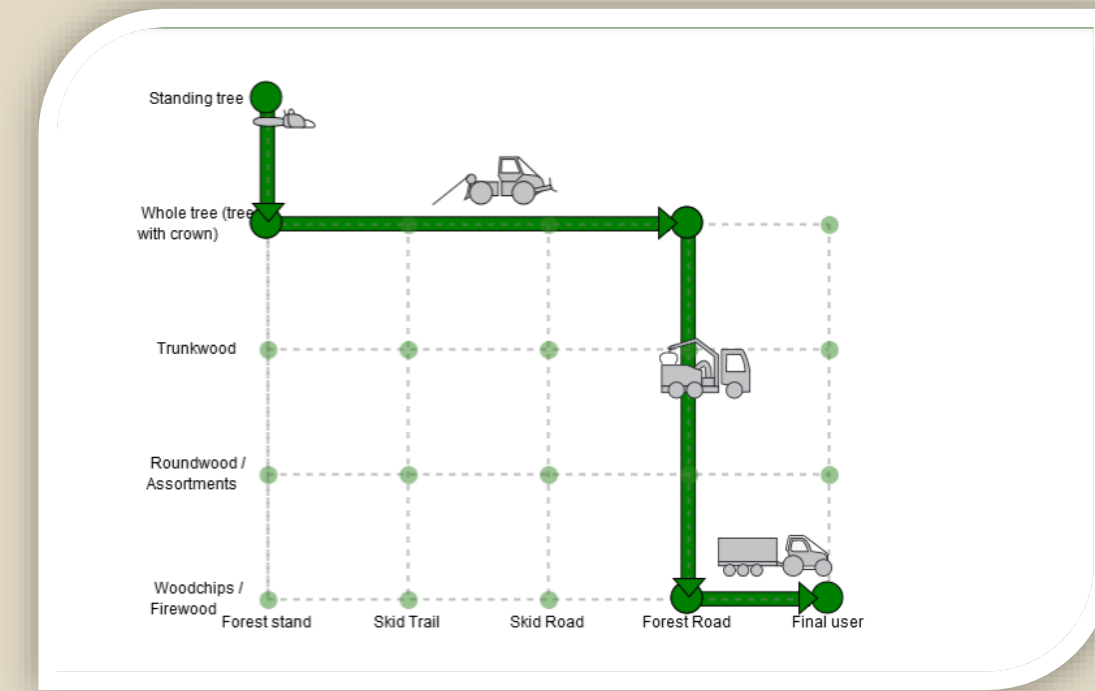 Standing tree
Whole tree (tree
with crown)
Trunkwood
Roundwood /
Assortments
Woodchips /
Firewood
Forest stand
Skid Trail
Skid Road
Forest Road
Final user